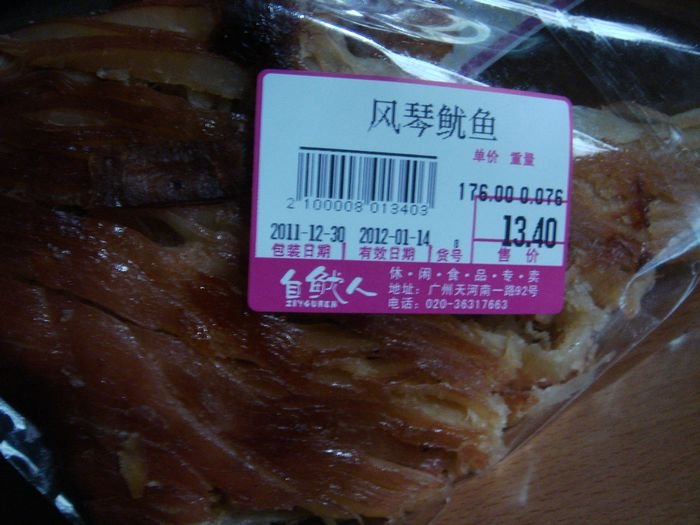 风琴鱿鱼
单价 重量
176.00 0.076
2 100008 013403
13.40
2011-12-30 2012-01-14 8
包装日期 有效日期 货号 售 价
自鱿人
休·闲·食·品·专·卖
地址：广州天河南一路92号
电话：020-36317663